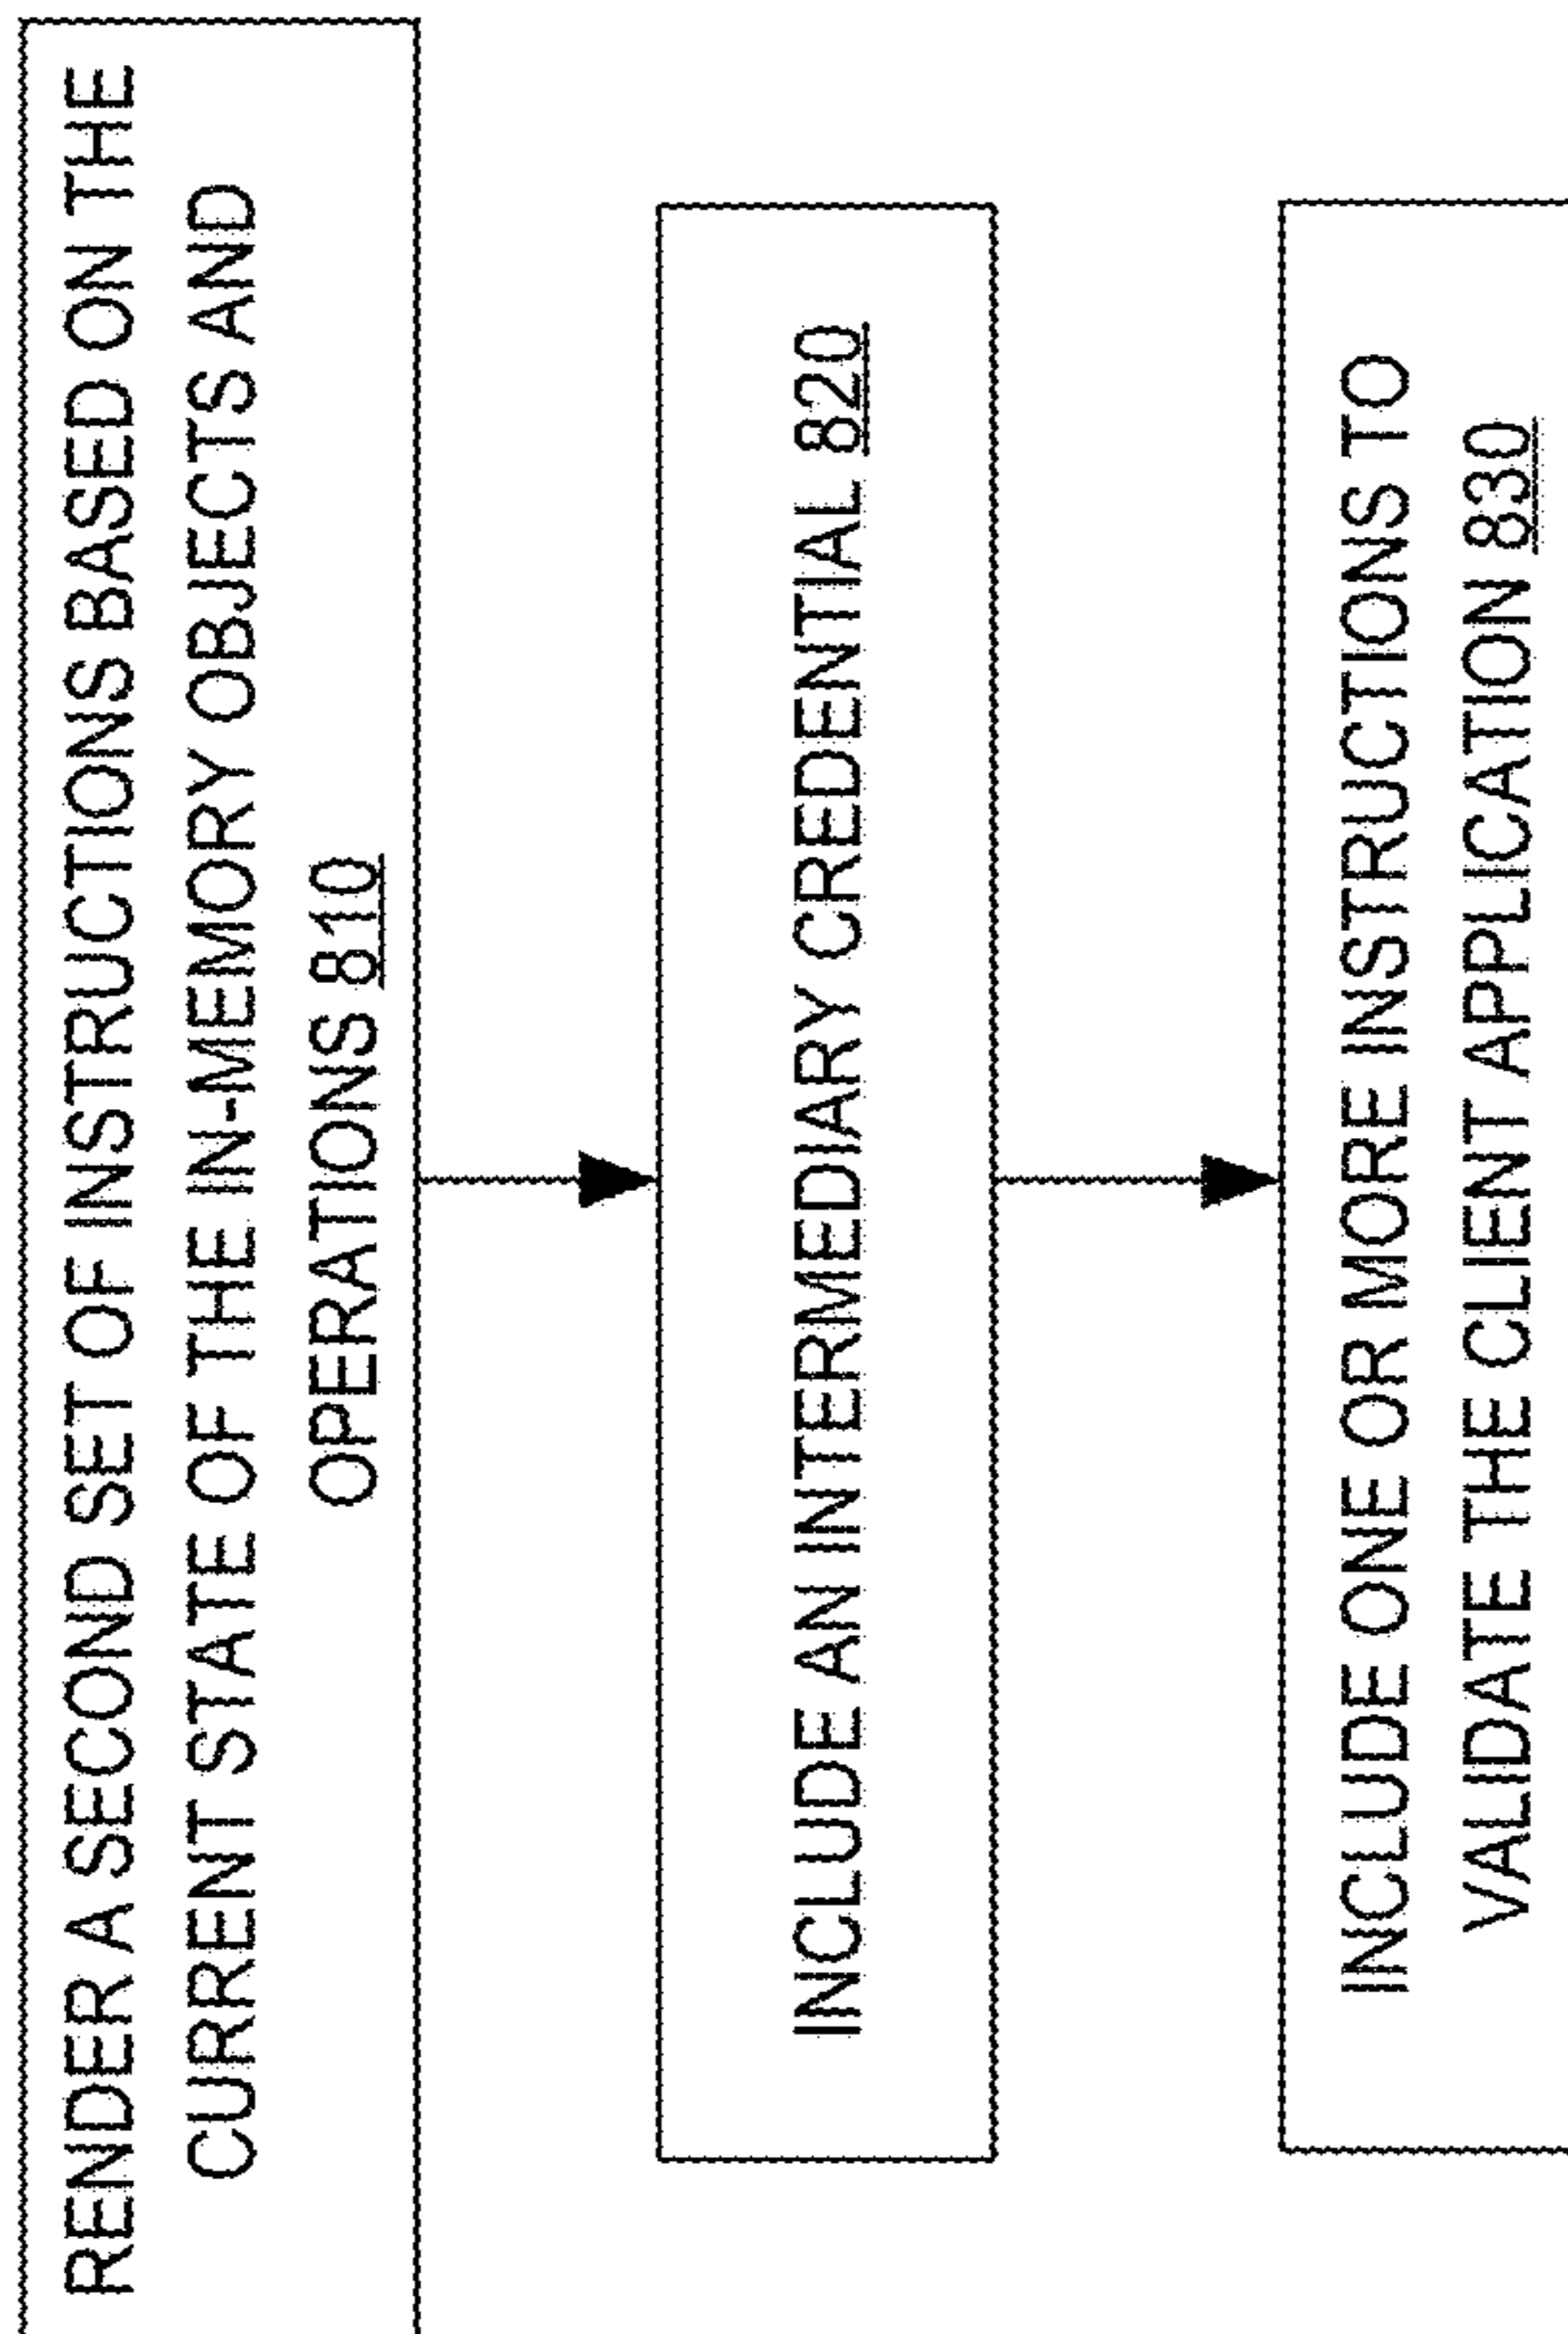 RENDER A SECOND SET OF INSTRUCTIONS BASED ON THE
CURRENT STATE OF THE IN-MEMORY OBJECTS AND
OPERATIONS 810
INCLUDE AN INTERMEDIARY CREDENTIAL 820
INCLUDE ONE OR MORE INSTRUCTIONS TO
VALIDATE THE CLIENT APPLICATION 830